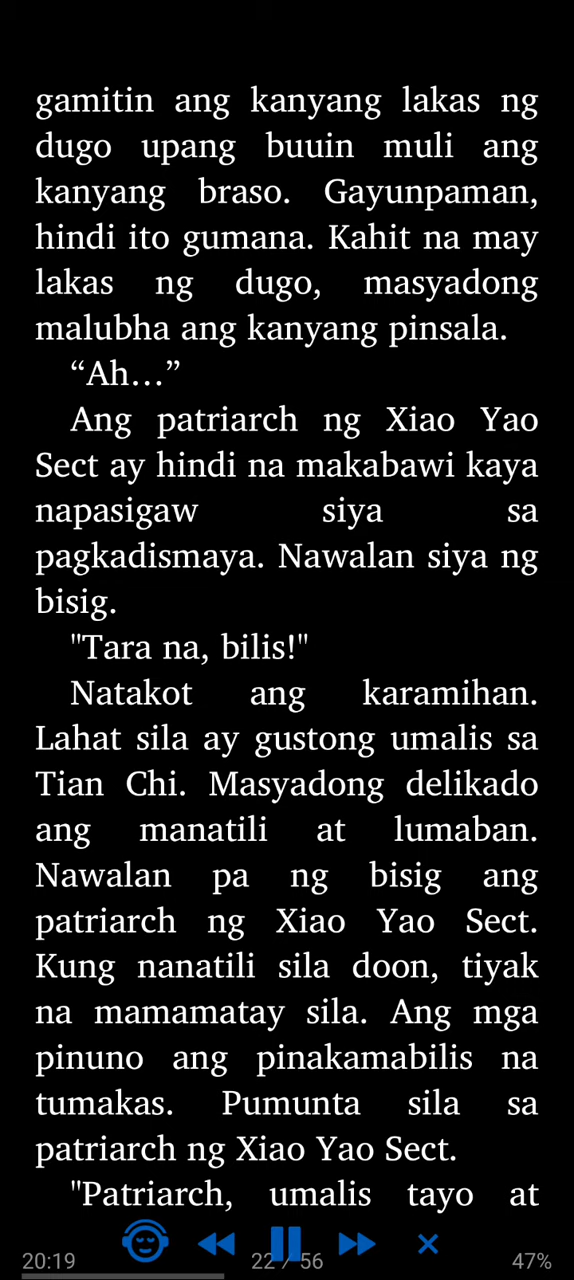 gamitin ang kanyang lakas ng
dugo upang buuin muli ang
kanyang braso. Gayunpaman,
hindi ito gumana. Kahit na may
lakas ng dugo, masyadong
malubha ang kanyang pinsala.
“Ah…”
Ang patriarch ng Xiao Yao
Sect ay hindi na makabawi kaya
napasigaw siya sa
pagkadismaya. Nawalan siya ng
bisig.
"Tara na, bilis!"
Natakot ang karamihan.
Lahat sila ay gustong umalis sa
Tian Chi. Masyadong delikado
ang manatili at lumaban.
Nawalan pa ng bisig ang
patriarch ng Xiao Yao Sect.
Kung nanatili sila doon, tiyak
na mamamatay sila. Ang mga
pinuno ang pinakamabilis na
tumakas. Pumunta sila sa
patriarch ng Xiao Yao Sect.
"Patriarch, umalis tayo at
20:19 22 / 56 47%